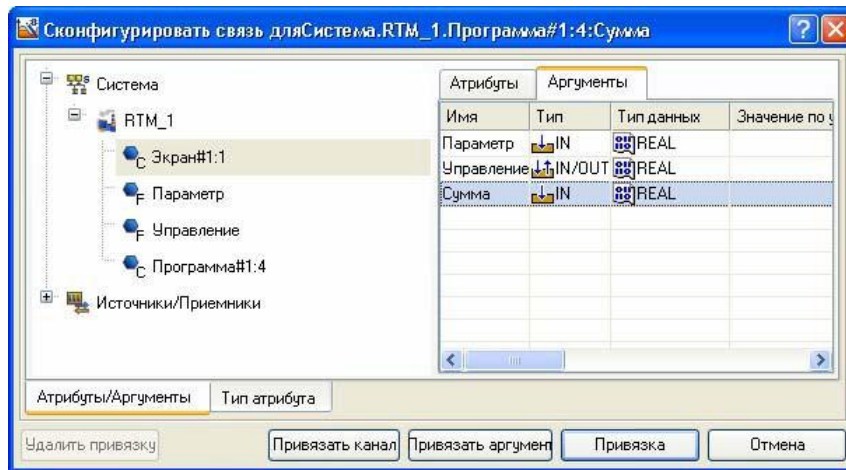 Сконфигурировать связь дляСистема.RTM_1.Программа#1:4:Сумма
Система
RTM_1
Экран#1:1
Параметр
Управление
Программа#1:4
Источники/Приемники
Атрибуты Аргументы
Имя Тип Тип данных Значение по у
Параметр IN REAL
Управление IN/OUT REAL
Сумма IN REAL
Атрибуты/Аргументы Тип атрибута
Удалить привязку Привязать канал Привязать аргумент Привязка Отмена